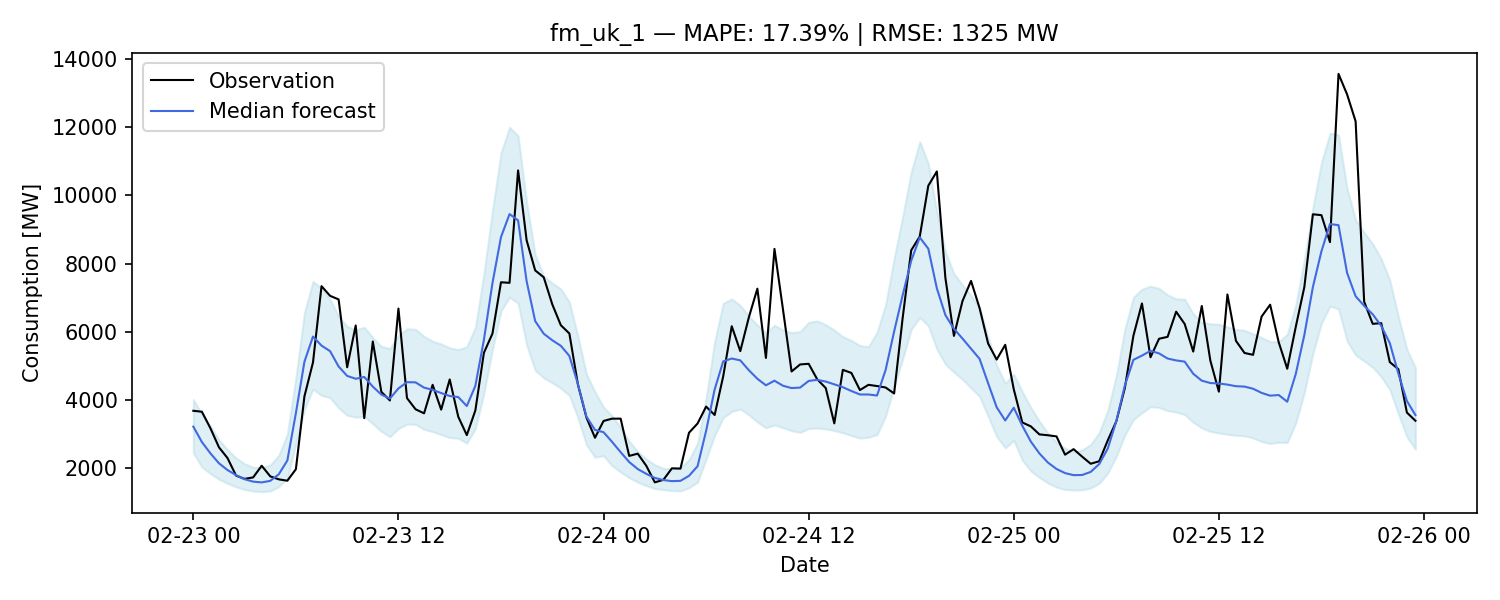 fm_uk_1 — MAPE: 17.39% | RMSE: 1325 MW
Observation
Median forecast
Consumption [MW]
14000
12000
10000
8000
6000
4000
2000
02-23 00
02-23 12
02-24 00
02-24 12
02-25 00
02-25 12
02-26 00
Date